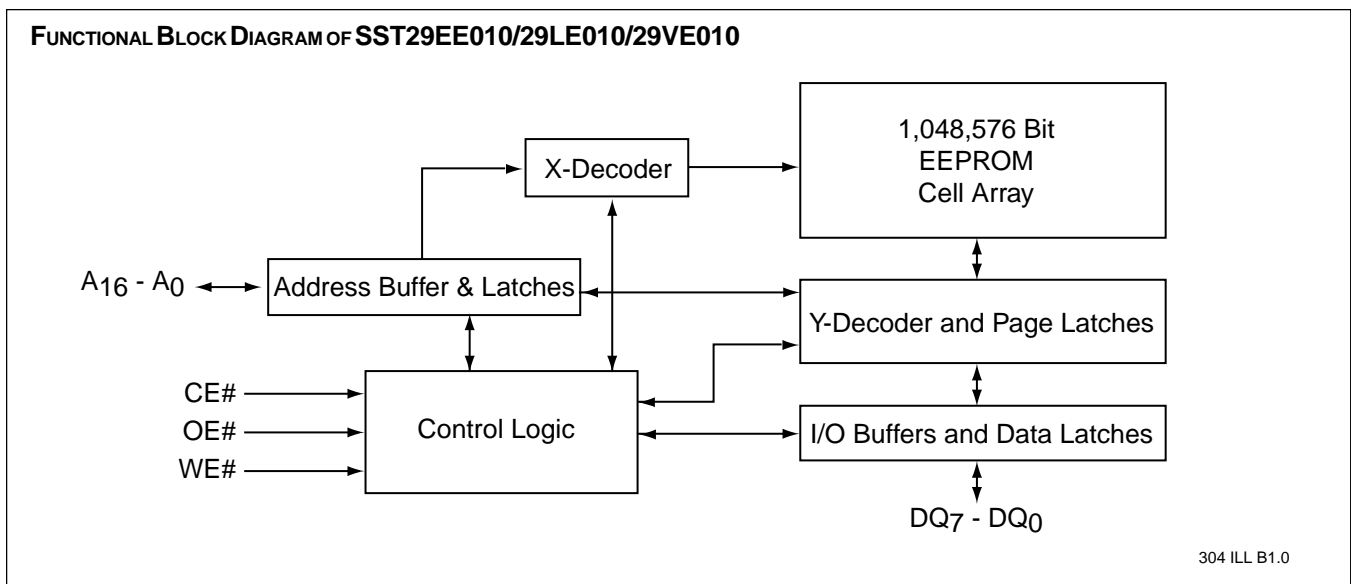 FUNCTIONAL BLOCK DIAGRAM OF SST29EE010/29LE010/29VE010
1,048,576 Bit
EEPROM
Cell Array
X-Decoder
A16 - A0
Address Buffer & Latches
Y-Decoder and Page Latches
CE#
OE#
WE#
Control Logic
I/O Buffers and Data Latches
DQ7 - DQ0
304 ILL B1.0